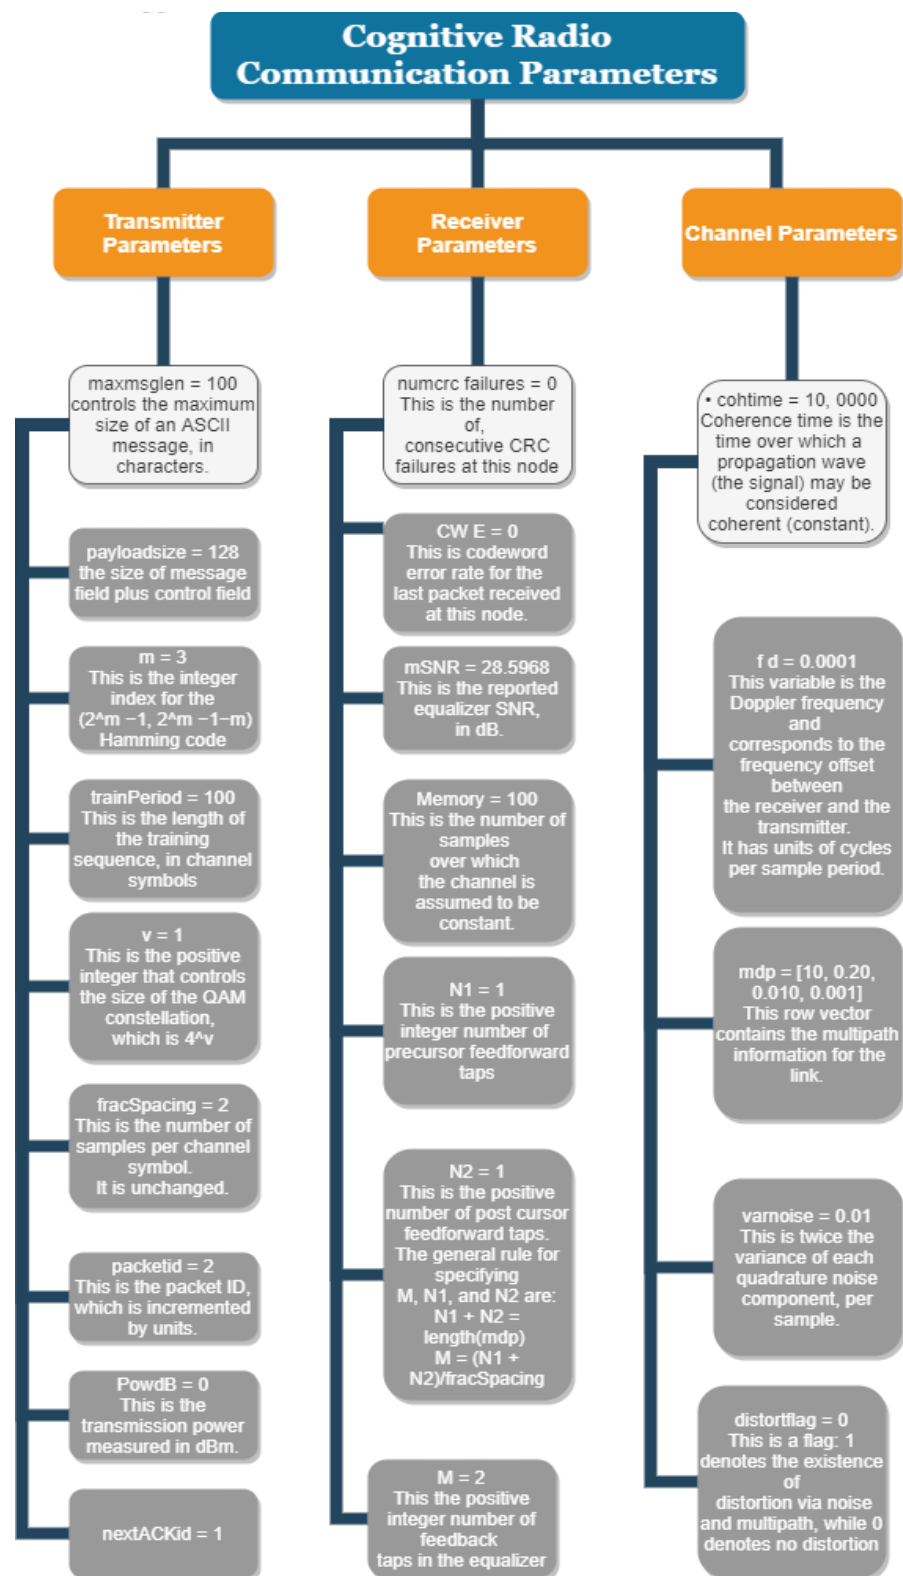 Cognitive Radio
Communication Parameters
Transmitter
Parameters
maxmsglen = 100
controls the maximum
size of an ASCII
message, in
characters.
payloadsize = 128
the size of message
field plus control field
m = 3
This is the integer
index for the
(2^m −1, 2^m −1−m)
Hamming code
trainPeriod = 100
This is the length of
the training
sequence, in channel
symbols
v = 1
This is the positive
integer that controls
the size of the QAM
constellation,
which is 4^v
fracSpacing = 2
This is the number of
samples per channel
symbol.
It is unchanged.
packetid = 2
This is the packet ID,
which is incremented
by units.
PowdB = 0
This is the
transmission power
measured in dBm.
nextACKid = 1
Receiver
Parameters
numcrc failures = 0
This is the number
of,
consecutive CRC
failures at this node
CW E = 0
This is codeword
error rate for the
last packet received
at this node.
mSNR = 28.5968
This is the reported
equalizer SNR,
in dB.
Memory = 100
This is the number of
samples
over which
the channel is
assumed to be
constant.
N1 = 1
This is the positive
integer number of
precursor feedforward
taps
N2 = 1
This is the positive
number of post cursor
feedforward taps.
The general rule for
specifying
M, N1, and N2 are:
N1 + N2 =
length(mdp)
M = (N1 +
N2)/fracSpacing
M = 2
This the positive
integer number of
feedback
taps in the equalizer
Channel Parameters
• cohtime = 10, 0000
Coherence time is the
time over which a
propagation wave
(the signal) may be
considered
coherent (constant).
f d = 0.0001
This variable is the
Doppler frequency
and
corresponds to the
frequency offset
between
the receiver and the
transmitter.
It has units of cycles
per sample period.
mdp = [10, 0.20,
0.010, 0.001]
This row vector
contains the multipath
information for the
link.
varnoise = 0.01
This is twice the
variance of each
quadrature noise
component, per
sample.
distortflag = 0
This is a flag: 1
denotes the existence
of
distortion via noise
and multipath, while 0
denotes no distortion